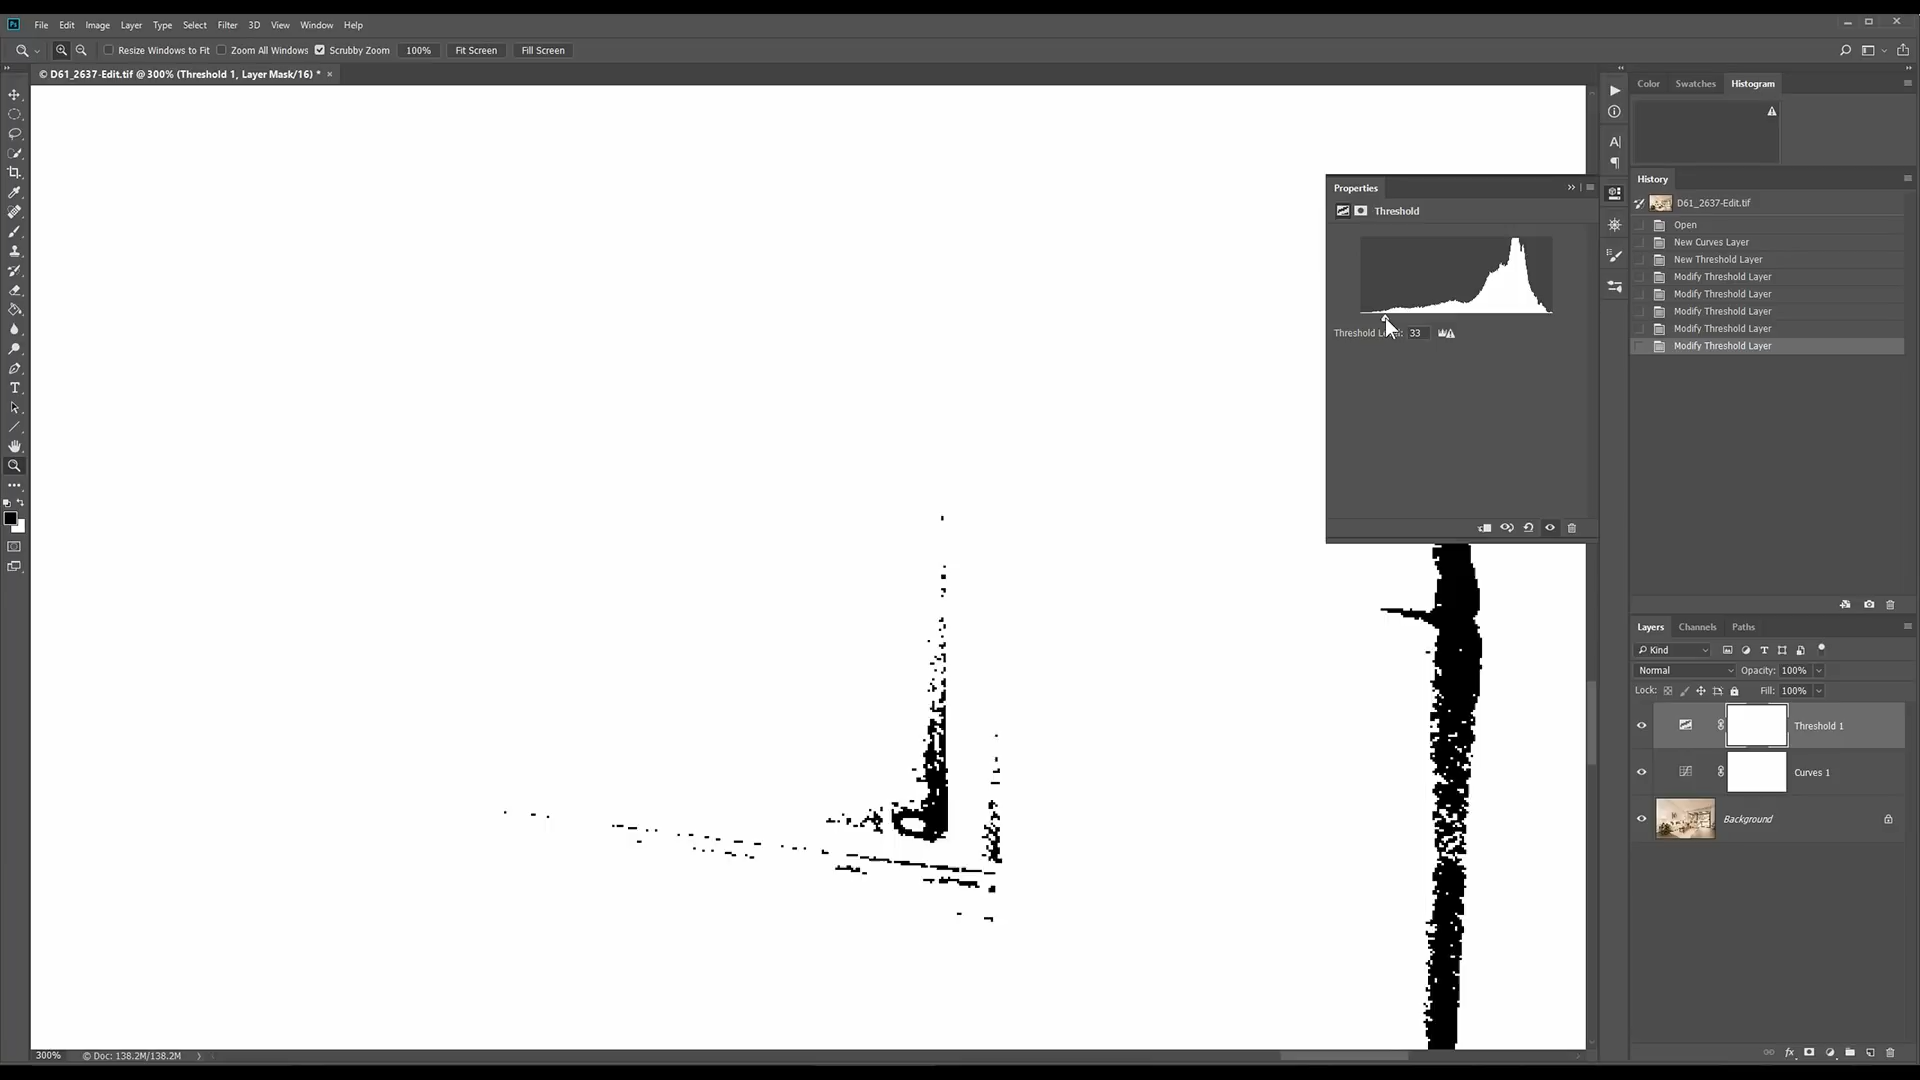 Ps File Edit Image Layer Type Select Filter 3D View Window Help
Resize Windows to Fit Zoom All Windows Scrubby Zoom 100% Fit Screen Fill Screen
© D61_2637-Edit.tif @ 300% (Threshold 1, Layer Mask/16) * ×
Color Swatches Histogram
Properties
Threshold
Threshold 33
History
D61_2637-Edit.tif
Open
New Curves Layer
New Threshold Layer
Modify Threshold Layer
Modify Threshold Layer
Modify Threshold Layer
Modify Threshold Layer
Modify Threshold Layer
Layers Channels Paths
Kind
Normal Opacity: 100%
Lock: Fill: 100%
Threshold 1
Curves 1
Background
300% © Doc: 138.2M/138.2M